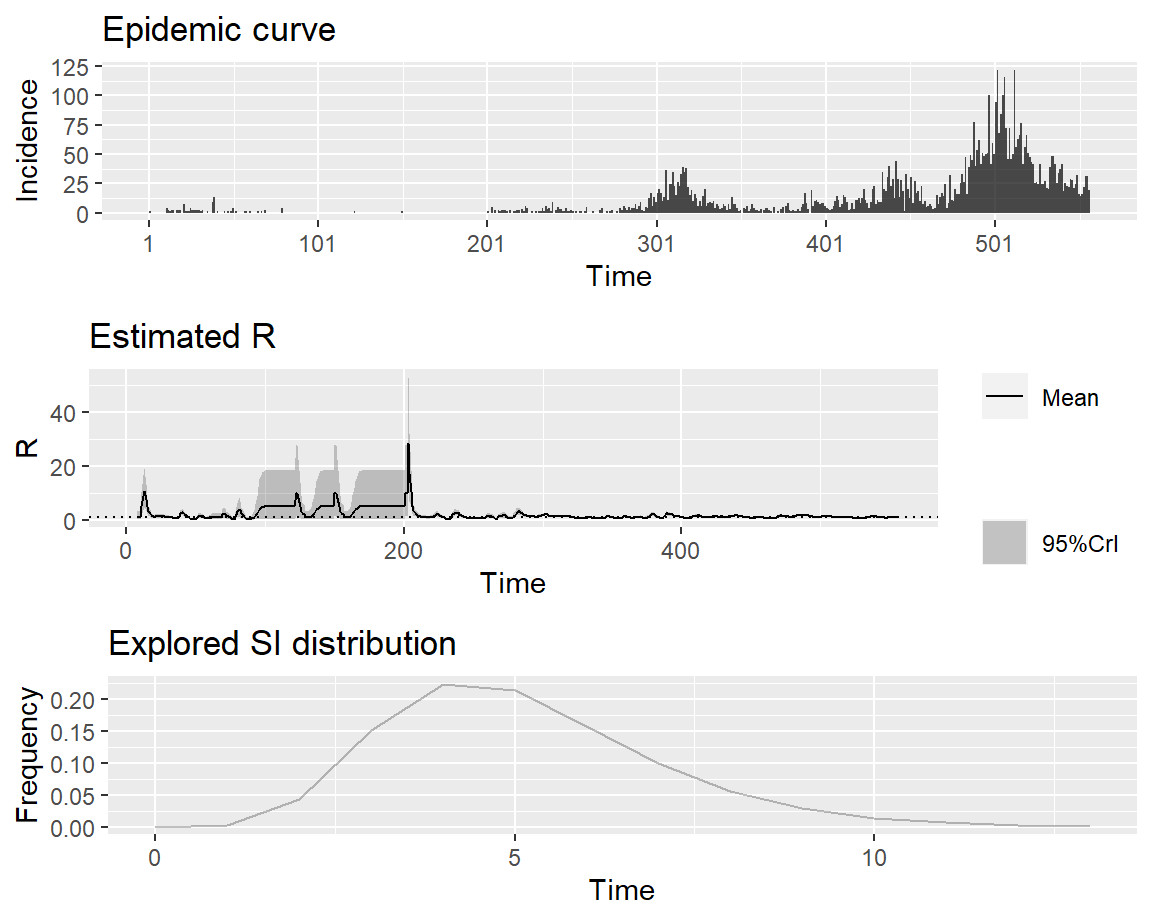 Epidemic curve
125
100
75
50
25
0
Incidence
1 101 201 301 401 501
Time
Estimated R
40
20
0
R
0 200 400
Time
Mean
95%CrI
Explored SI distribution
0.20
0.15
0.10
0.05
0.00
Frequency
0 5 10
Time